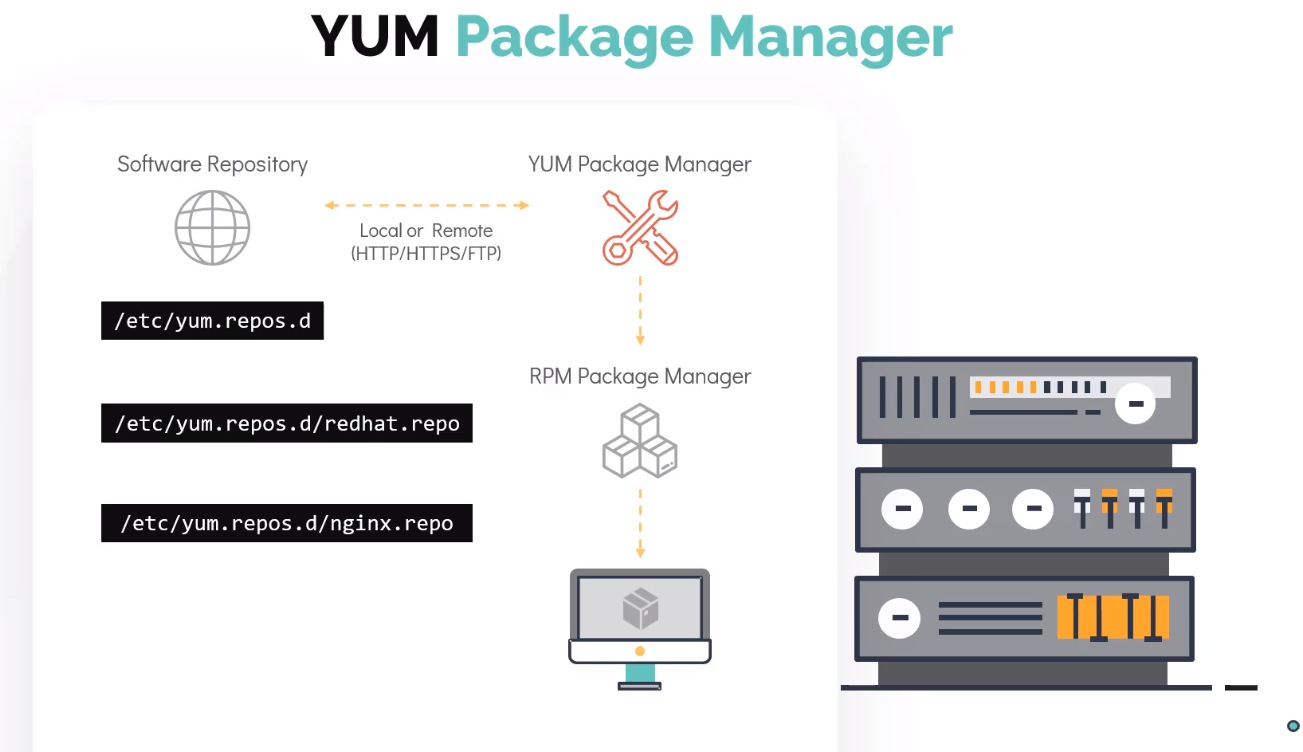 YUM Package Manager
Software Repository
YUM Package Manager
Local or Remote
(HTTP/HTTPS/FTP)
/etc/yum.repos.d
RPM Package Manager
/etc/yum.repos.d/redhat.repo
/etc/yum.repos.d/nginx.repo